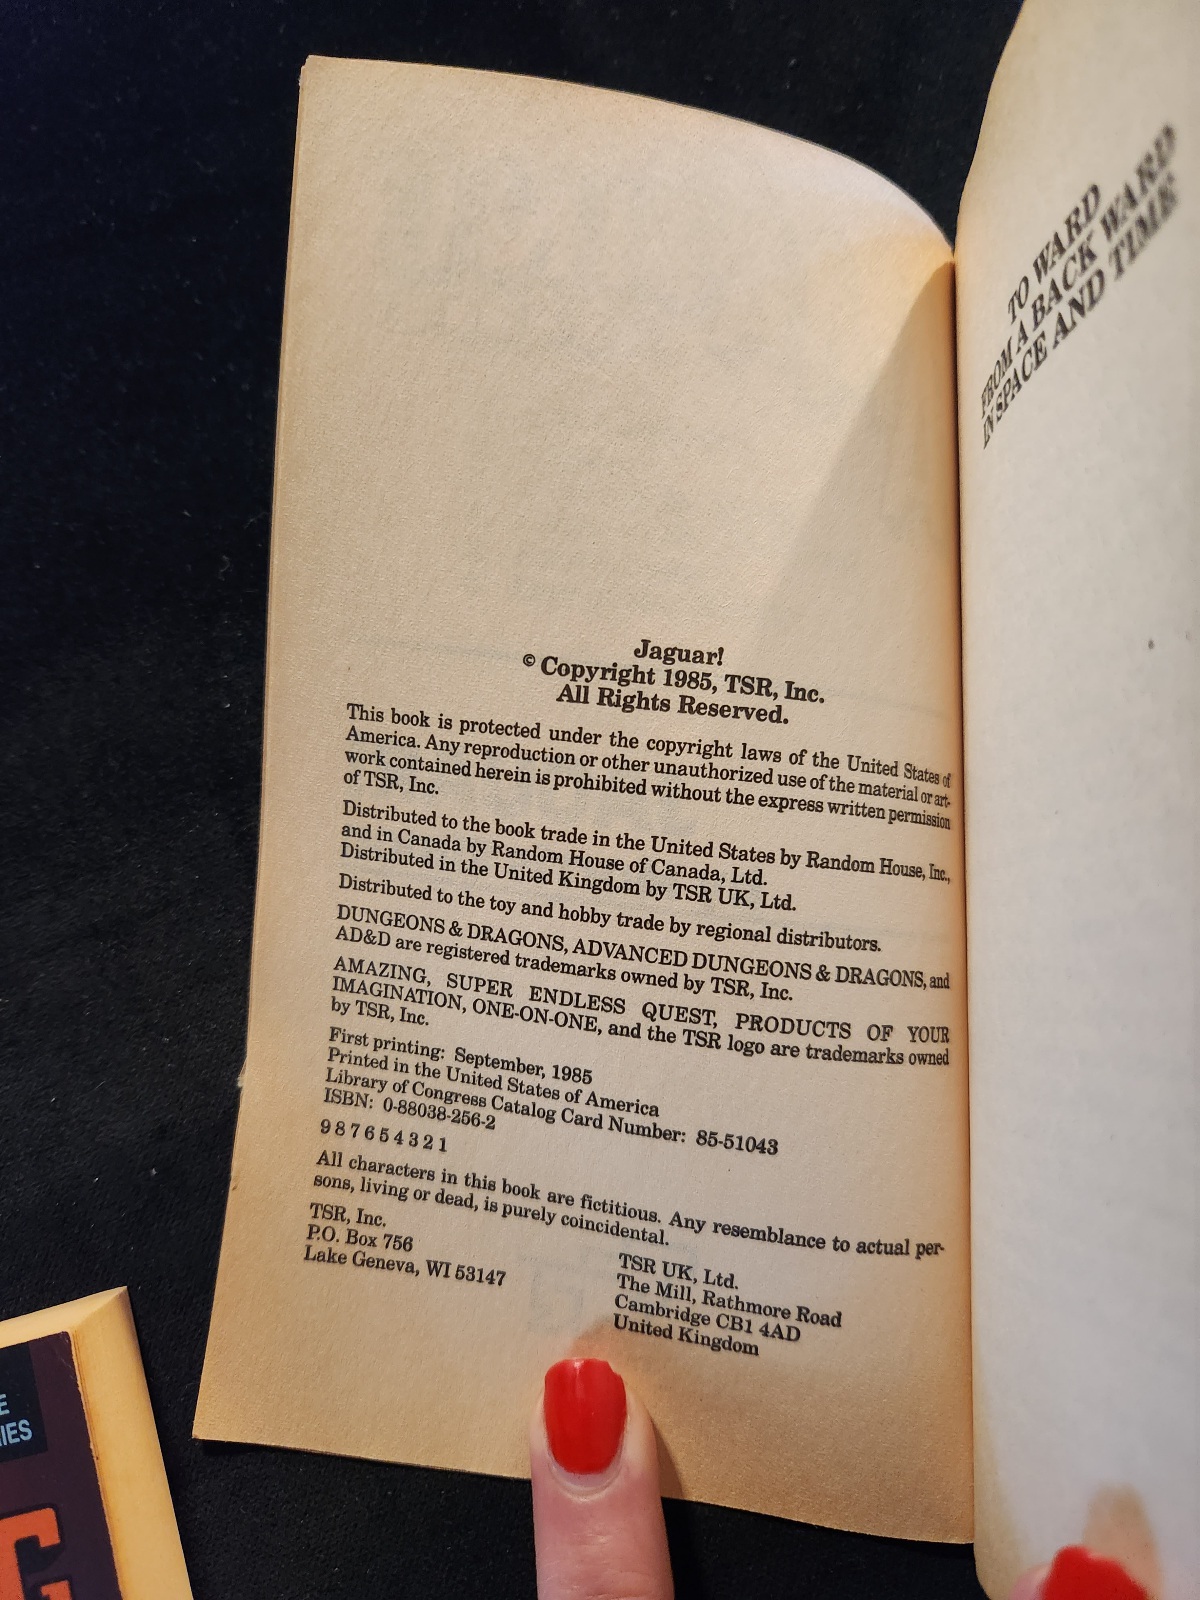 Jaguar!
© Copyright 1985, TSR, Inc.
All Rights Reserved.
This book is protected under the copyright laws of the United States of
America. Any reproduction or other unauthorized use of the material or art-
work contained herein is prohibited without the express written permission
of TSR, Inc.
Distributed to the book trade in the United States by Random House, Inc.,
and in Canada by Random House of Canada, Ltd.
Distributed in the United Kingdom by TSR UK, Ltd.
Distributed to the toy and hobby trade by regional distributors.
DUNGEONS & DRAGONS, ADVANCED DUNGEONS & DRAGONS, and
AD&D are registered trademarks owned by TSR, Inc.
AMAZING, SUPER ENDLESS QUEST, PRODUCTS OF YOUR
IMAGINATION, ONE-ON-ONE, and the TSR logo are trademarks owned
by TSR, Inc.
First printing: September, 1985
Printed in the United States of America
Library of Congress Catalog Card Number: 85-51043
ISBN: 0-88038-256-2
9 8 7 6 5 4 3 2 1
All characters in this book are fictitious. Any resemblance to actual per-
sons, living or dead, is purely coincidental.
TSR, Inc.
P.O. Box 756
Lake Geneva, WI 53147
TSR UK, Ltd.
The Mill, Rathmore Road
Cambridge CB1 4AD
United Kingdom
TO WARD
FROM A BACK WARD
IN SPACE AND TIME